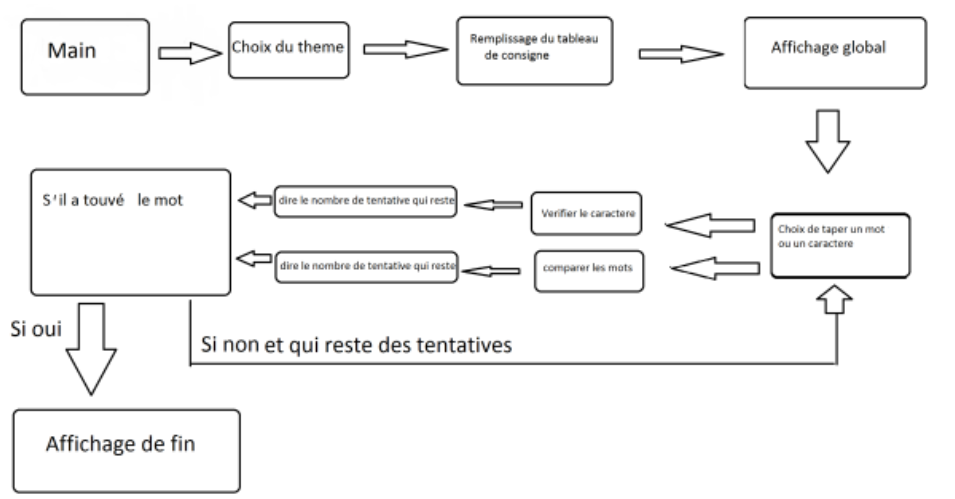 Main
Choix du theme
Remplissage du tableau
de consigne
Affichage global
S'il a touvé le mot
dire le nombre de tentative qui reste
Verifier le caractere
Choix de taper un mot
ou un caractere
dire le nombre de tentative qui reste
comparer les mots
Si oui
Si non et qui reste des tentatives
Affichage de fin